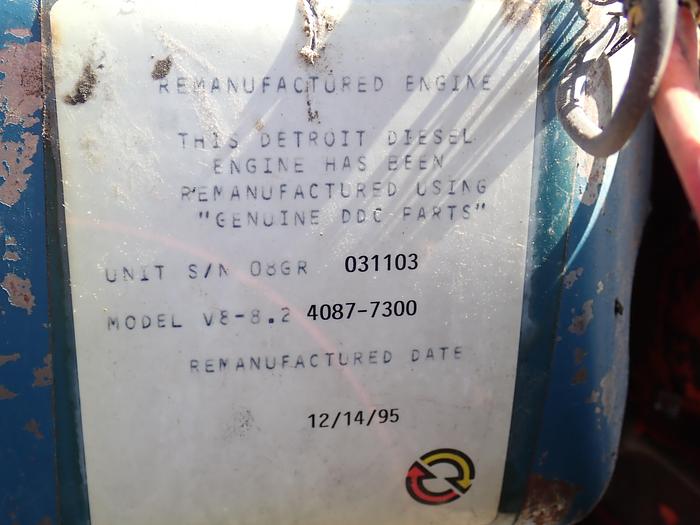 REMANUFACTURED ENGINE
THIS DETROIT DIESEL
ENGINE HAS BEEN
REMANUFACTURED USING
"GENUINE DDC PARTS"
UNIT S/N 08GR 031103
MODEL V8-8.2 4087-7300
REMANUFACTURED DATE
12/14/95